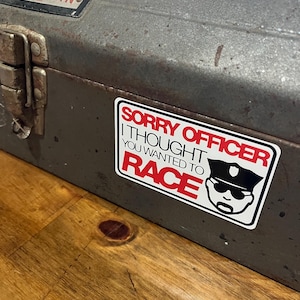 SORRY OFFICER
I THOUGHT
YOU WANTED TO
RACE